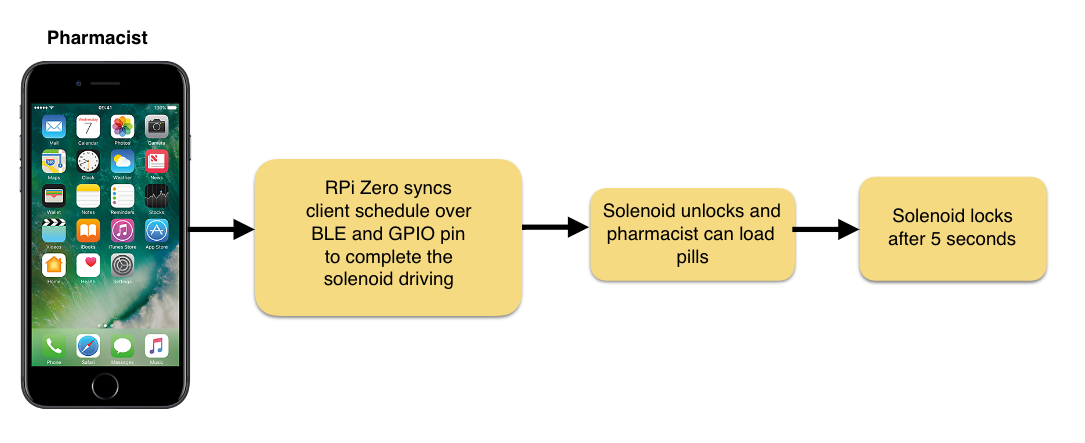 Pharmacist
09:41
100%
Wednesday
7
Mail
Calendar
Photos
Camera
Maps
Clock
Weather
News
Wallet
Notes
Reminders
Stocks
Videos
iBooks
iTunes Store
App Store
Home
Health
Settings
Phone
Safari
Messages
Music
RPi Zero syncs
client schedule over
BLE and GPIO pin
to complete the
solenoid driving
Solenoid unlocks and
pharmacist can load
pills
Solenoid locks
after 5 seconds